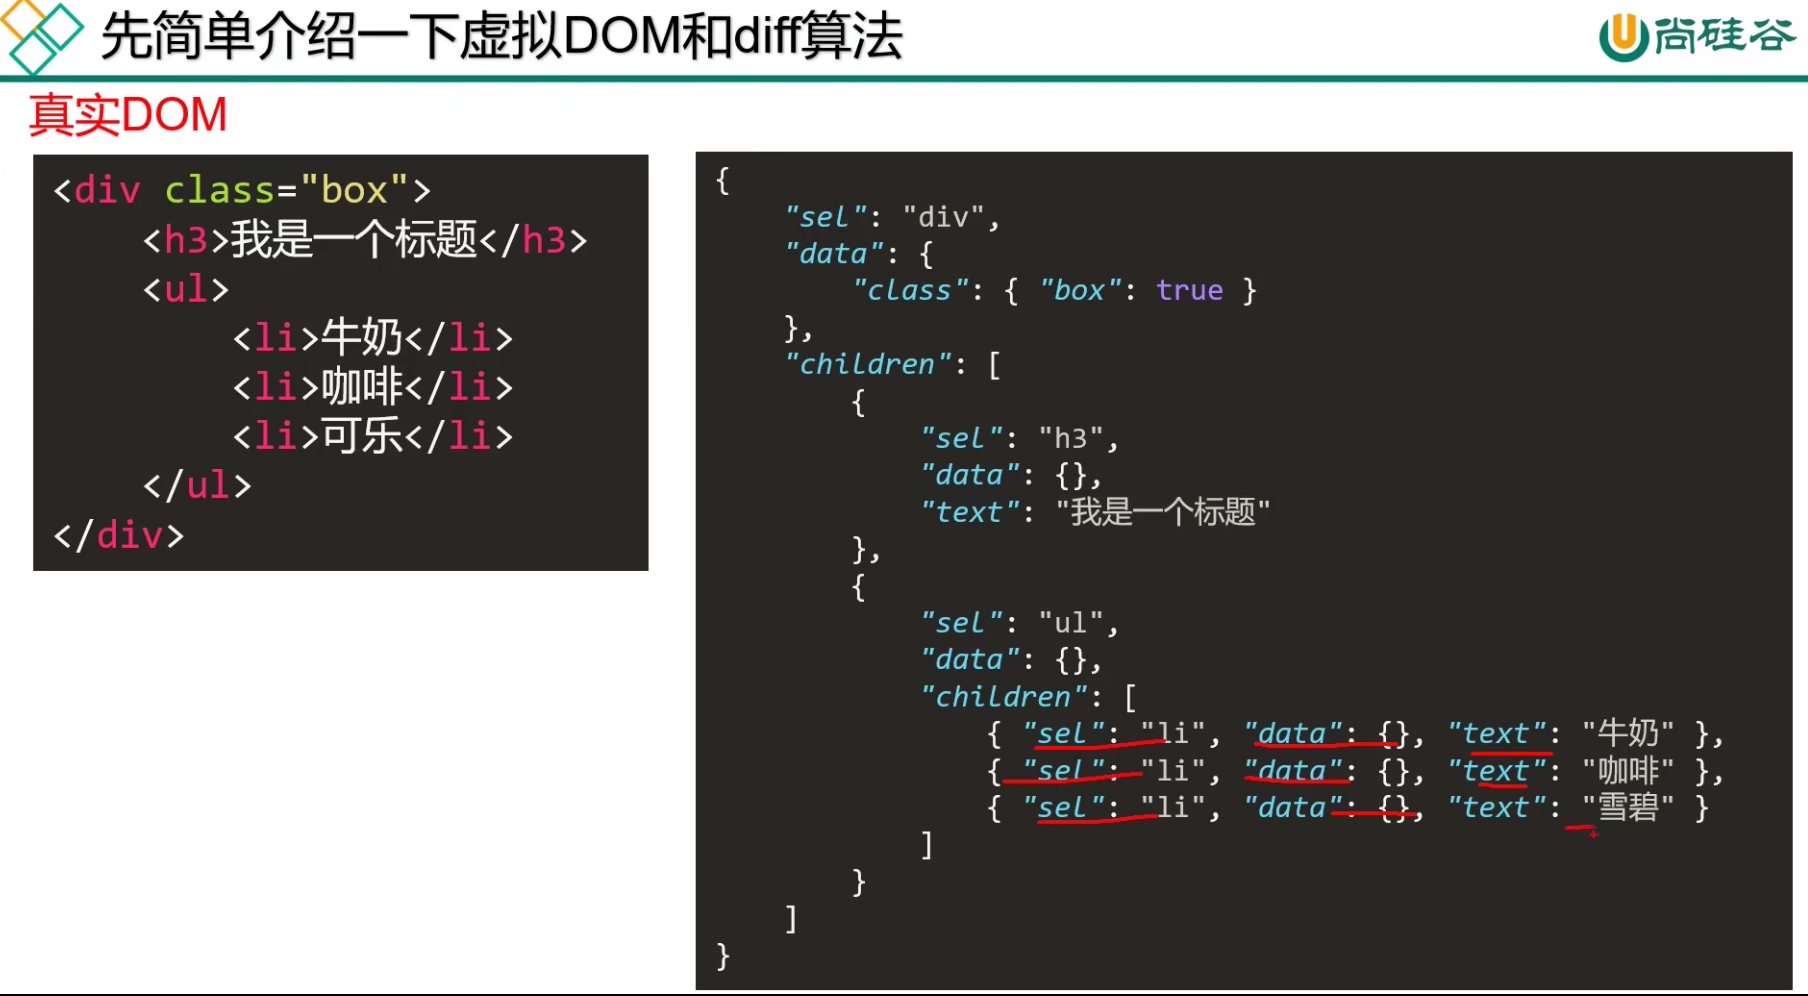 先简单介绍一下虚拟DOM和diff算法
尚硅谷
真实DOM
<div class="box">
<h3>我是一个标题</h3>
<ul>
<li>牛奶</li>
<li>咖啡</li>
<li>可乐</li>
</ul>
</div>
{
"sel": "div",
"data": {
"class": { "box": true }
},
"children": [
{
"sel": "h3",
"data": {},
"text": "我是一个标题"
},
{
"sel": "ul",
"data": {},
"children": [
{ "sel": "li", "data": {}, "text": "牛奶" },
{ "sel": "li", "data": {}, "text": "咖啡" },
{ "sel": "li", "data": {}, "text": "雪碧" }
]
}
]
}